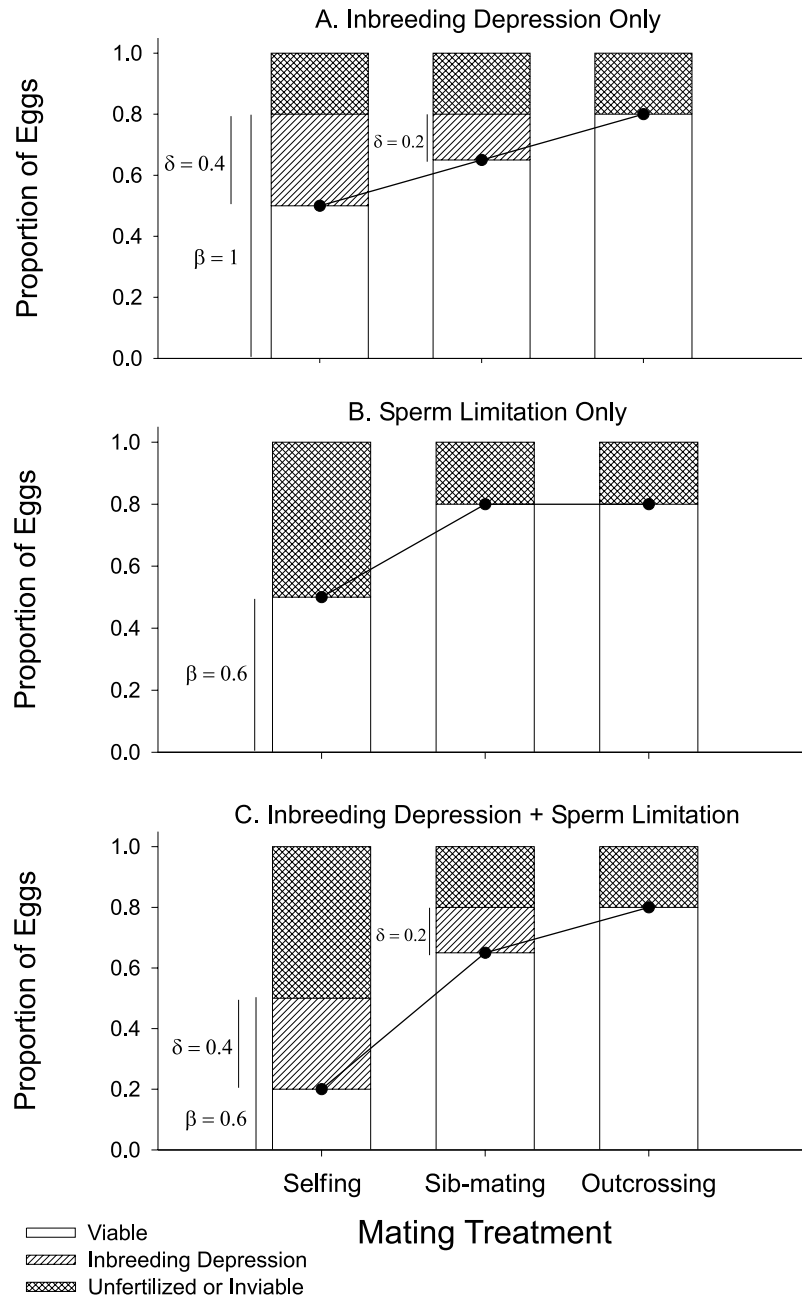 A. Inbreeding Depression Only
Proportion of Eggs
1.0
0.8
0.6
0.4
0.2
0.0
δ = 0.4
β = 1
δ = 0.2
B. Sperm Limitation Only
Proportion of Eggs
1.0
0.8
0.6
0.4
0.2
0.0
β = 0.6
C. Inbreeding Depression + Sperm Limitation
Proportion of Eggs
1.0
0.8
0.6
0.4
0.2
0.0
δ = 0.2
δ = 0.4
β = 0.6
Selfing Sib-mating Outcrossing
Mating Treatment
Viable
Inbreeding Depression
Unfertilized or Inviable